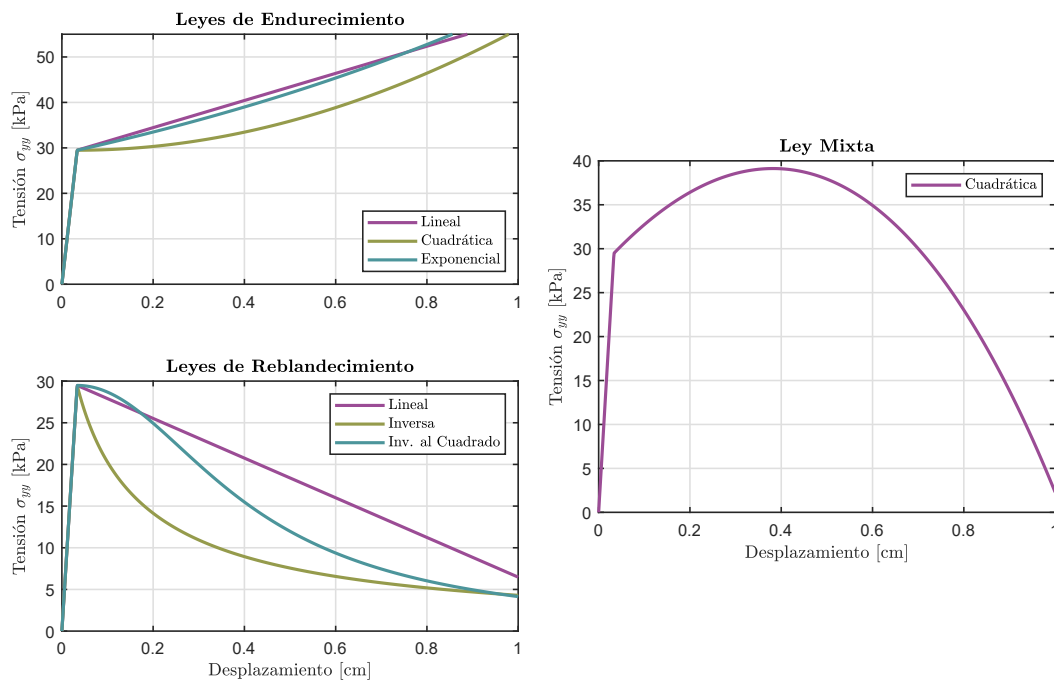 Leyes de Endurecimiento
Tensión σyy [kPa]
50
40
30
20
10
0
0
0.2
0.4
0.6
0.8
1
Lineal
Cuadrática
Exponencial
Leyes de Reblandecimiento
Tensión σyy [kPa]
30
25
20
15
10
5
0
0
0.2
0.4
0.6
0.8
1
Desplazamiento [cm]
Lineal
Inversa
Inv. al Cuadrado
Ley Mixta
Tensión σyy [kPa]
40
35
30
25
20
15
10
5
0
0
0.2
0.4
0.6
0.8
1
Desplazamiento [cm]
Cuadrática